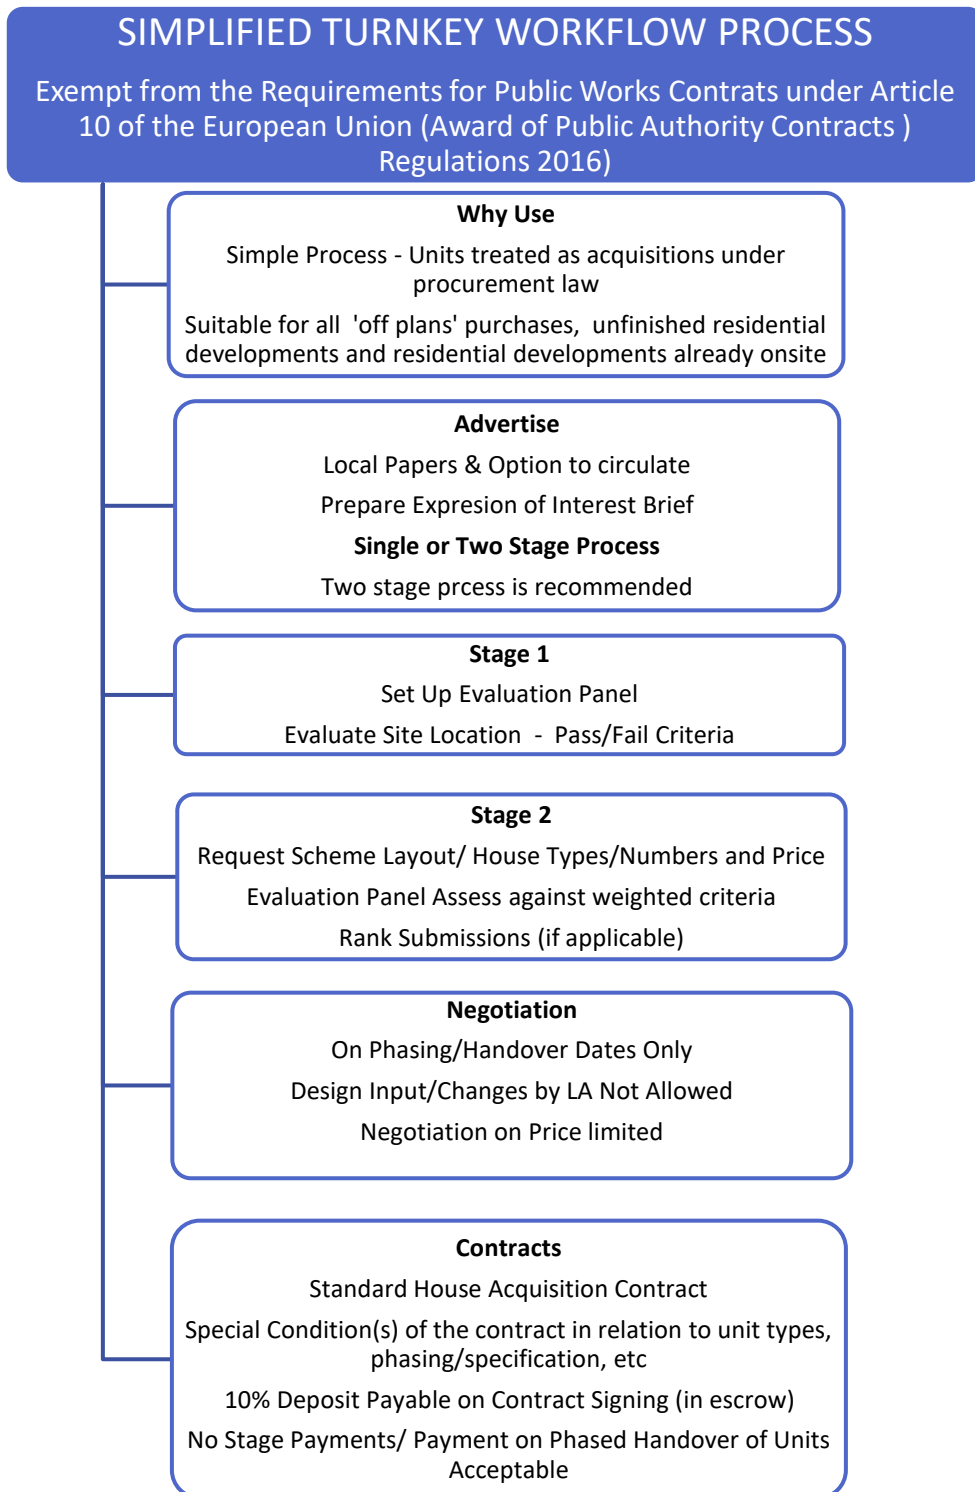 SIMPLIFIED TURNKEY WORKFLOW PROCESS
Exempt from the Requirements for Public Works Contrats under Article
10 of the European Union (Award of Public Authority Contracts )
Regulations 2016)
Why Use
Simple Process - Units treated as acquisitions under
procurement law
Suitable for all 'off plans' purchases, unfinished residential
developments and residential developments already onsite
Advertise
Local Papers & Option to circulate
Prepare Expresion of Interest Brief
Single or Two Stage Process
Two stage prcess is recommended
Stage 1
Set Up Evaluation Panel
Evaluate Site Location - Pass/Fail Criteria
Stage 2
Request Scheme Layout/ House Types/Numbers and Price
Evaluation Panel Assess against weighted criteria
Rank Submissions (if applicable)
Negotiation
On Phasing/Handover Dates Only
Design Input/Changes by LA Not Allowed
Negotiation on Price limited
Contracts
Standard House Acquisition Contract
Special Condition(s) of the contract in relation to unit types,
phasing/specification, etc
10% Deposit Payable on Contract Signing (in escrow)
No Stage Payments/ Payment on Phased Handover of Units
Acceptable